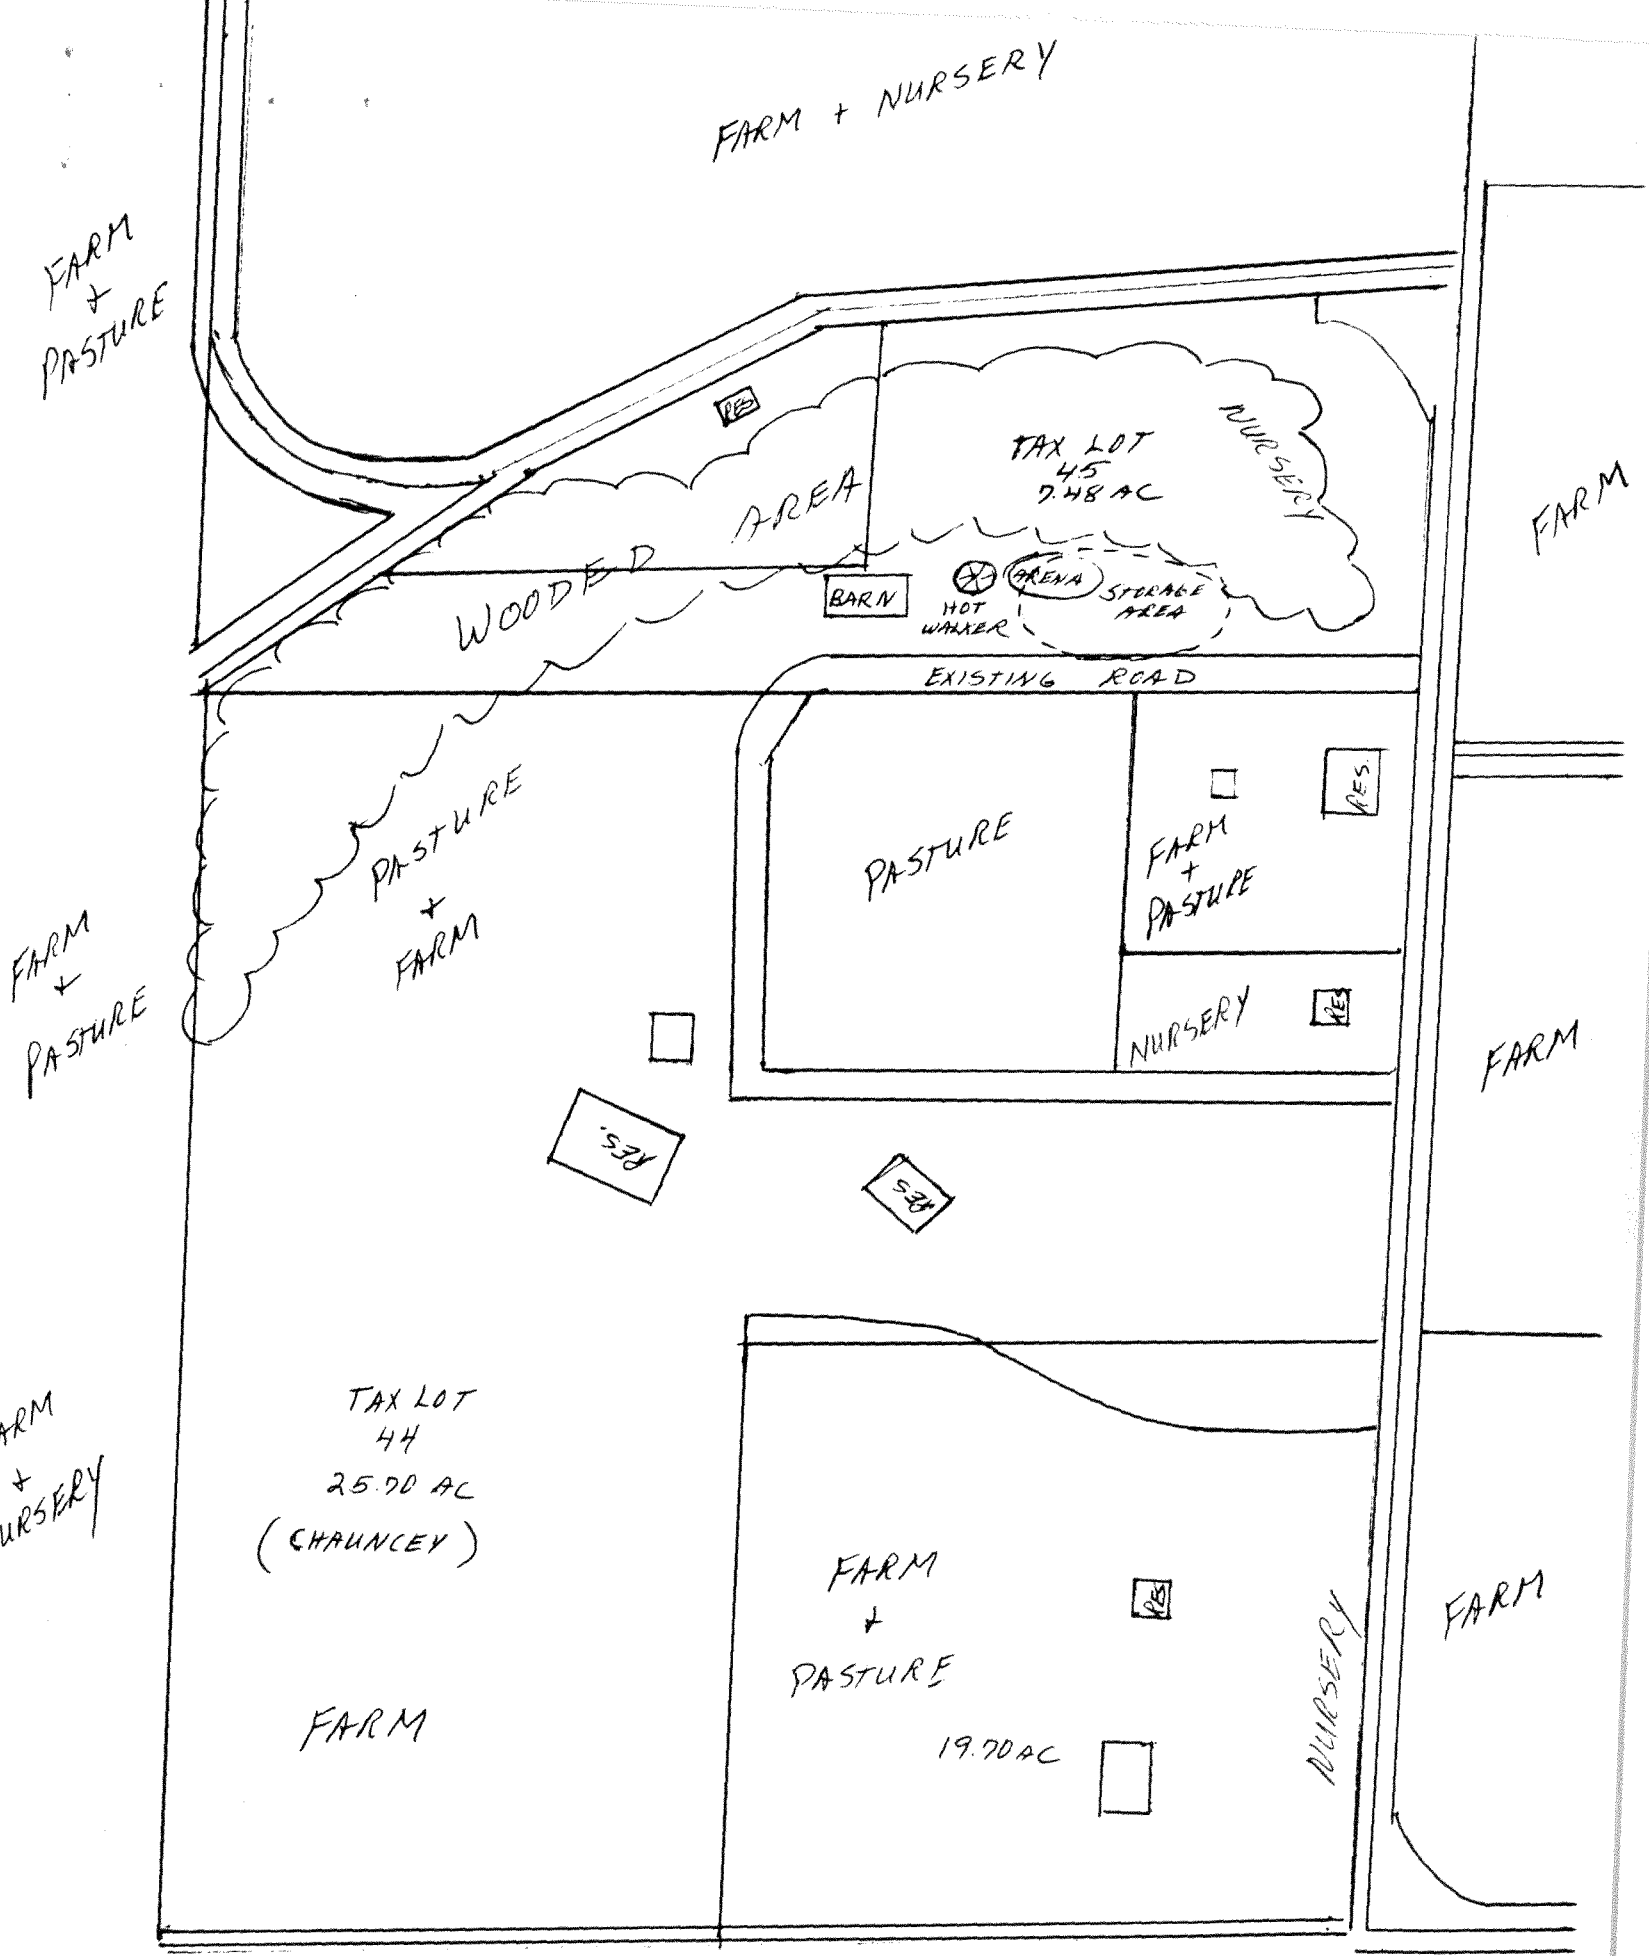 FARM + NURSERY
FARM
+
PASTURE
RES
TAX LOT
45
7.48 AC
NURSERY
WOODED AREA
FARM
BARN
HOT
WALKER
ARENA
STORAGE
AREA
EXISTING ROAD
PASTURE
+
FARM
PASTURE
RES.
FARM
+
PASTURE
FARM
+
PASTURE
NURSERY
RES
FARM
RES.
RES
TAX LOT
44
25.70 AC
(CHAUNCEY)
ARM
+
URSERY
FARM
+
PASTURE
RES
19.70 AC
NURSERY
FARM
FARM